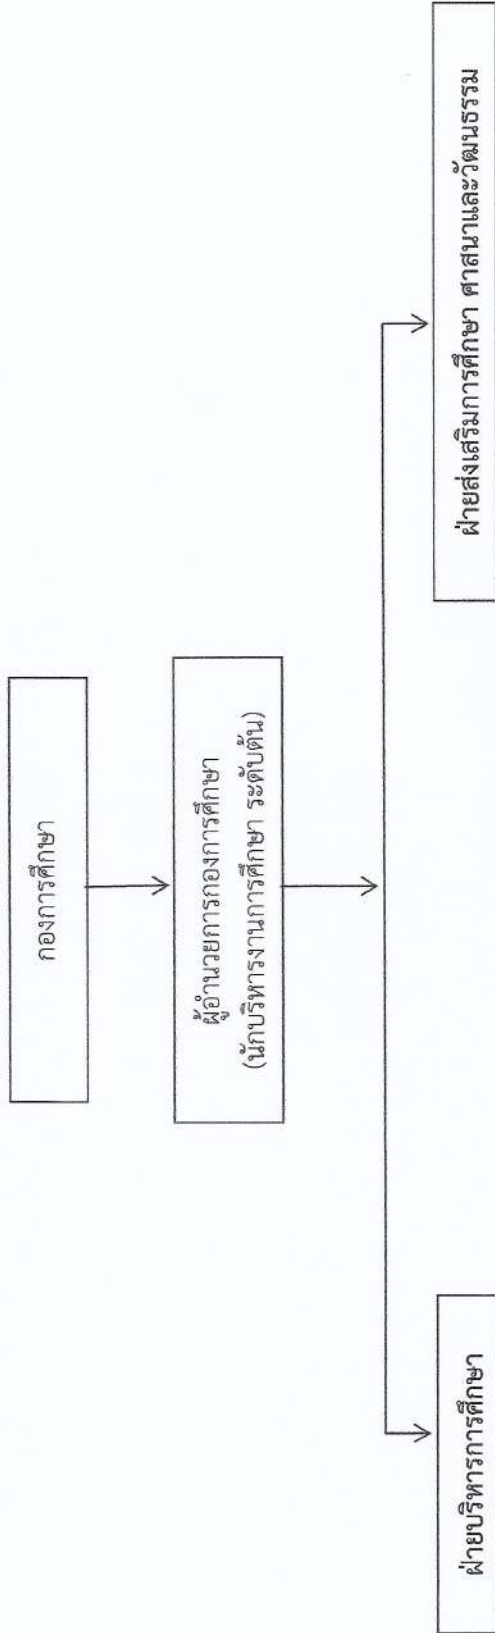 กองการศึกษา
ผู้อำนวยการกองการศึกษา
(นักบริหารงานการศึกษา ระดับต้น)
ฝ่ายบริหารการศึกษา
ฝ่ายส่งเสริมการศึกษา ศาสนาและวัฒนธรรม